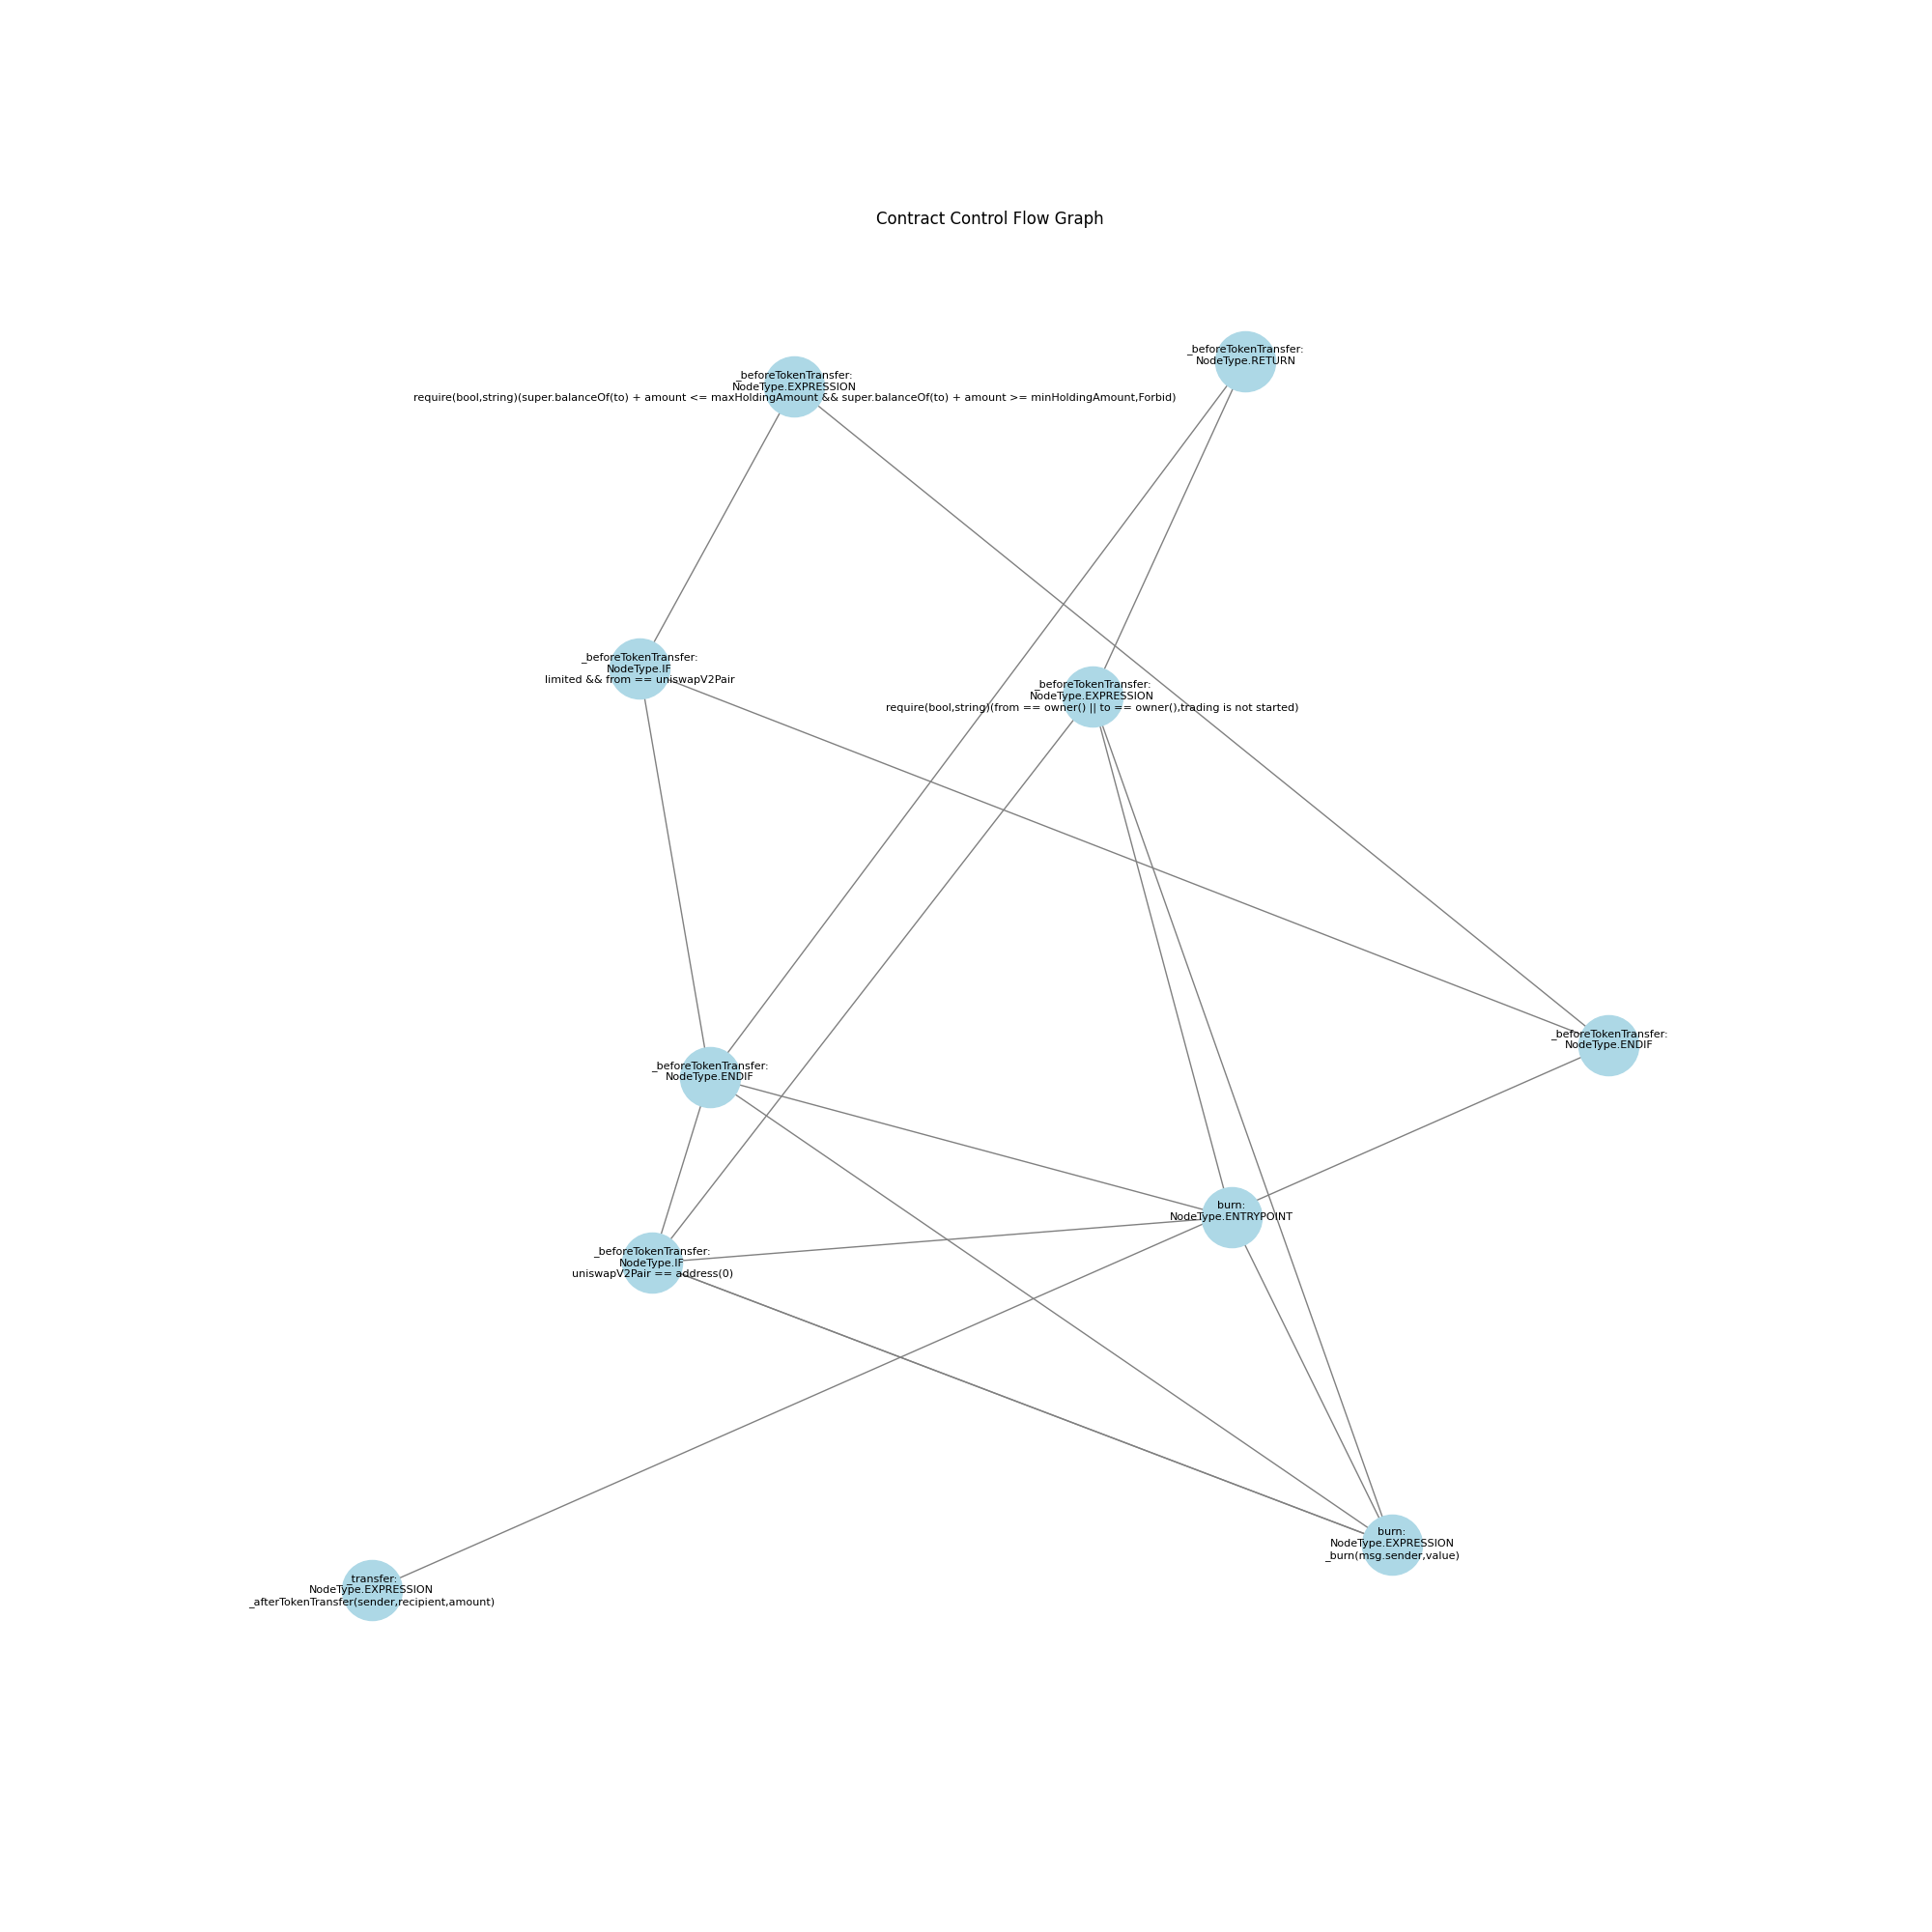 Contract Control Flow Graph
_beforeTokenTransfer:
NodeType.RETURN
_beforeTokenTransfer:
NodeType.EXPRESSION
require(bool,string)(super.balanceOf(to) + amount <= maxHoldingAmount && super.balanceOf(to) + amount >= minHoldingAmount,Forbid)
_beforeTokenTransfer:
NodeType.IF
limited && from == uniswapV2Pair
_beforeTokenTransfer:
NodeType.EXPRESSION
require(bool,string)(from == owner() || to == owner(),trading is not started)
_beforeTokenTransfer:
NodeType.ENDIF
_beforeTokenTransfer:
NodeType.ENDIF
burn:
NodeType.ENTRYPOINT
_beforeTokenTransfer:
NodeType.IF
uniswapV2Pair == address(0)
burn:
NodeType.EXPRESSION
_burn(msg.sender,value)
_transfer:
NodeType.EXPRESSION
_afterTokenTransfer(sender,recipient,amount)